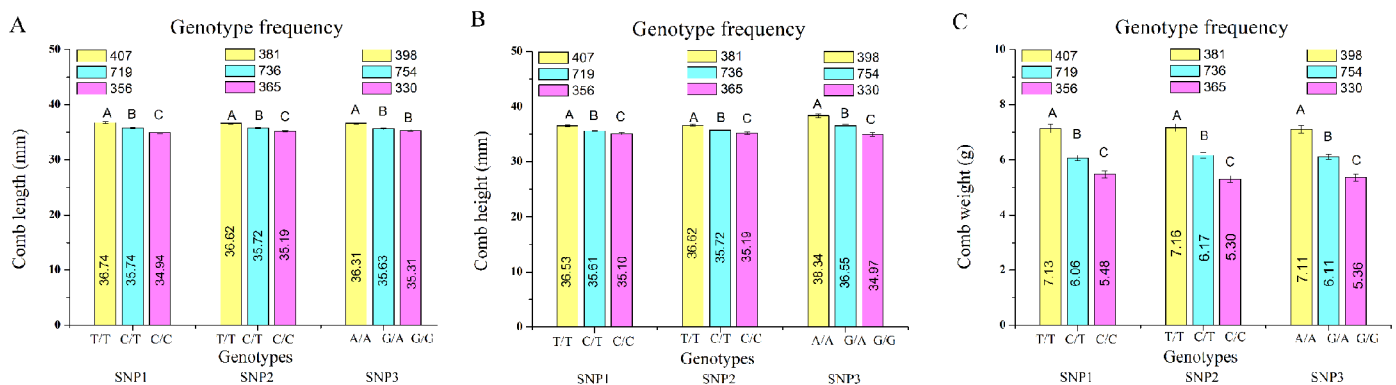 A
Genotype frequency
407 381 398
719 736 754
356 365 330
Comb length (mm)
50
40
30
20
10
0
A B C A B C A B C
36.74 35.74 34.94 36.62 35.72 35.19 36.31 35.63 35.31
T/T C/T C/C T/T C/T C/C A/A G/A G/G
Genotypes
SNP1 SNP2 SNP3
B
Genotype frequency
407 381 398
719 736 754
356 365 330
Comb height (mm)
50
40
30
20
10
0
A B C A B C A B C
36.53 35.61 35.10 36.62 35.72 35.19 38.34 36.55 34.97
T/T C/T C/C T/T C/T C/C A/A G/A G/G
Genotypes
SNP1 SNP2 SNP3
C
Genotype frequency
407 381 398
719 736 754
356 365 330
Comb weight (g)
10
8
6
4
2
0
A B C A B C A B C
7.13 6.06 5.48 7.16 6.17 5.30 7.11 6.11 5.36
T/T C/T C/C T/T C/T C/C A/A G/A G/G
Genotypes
SNP1 SNP2 SNP3